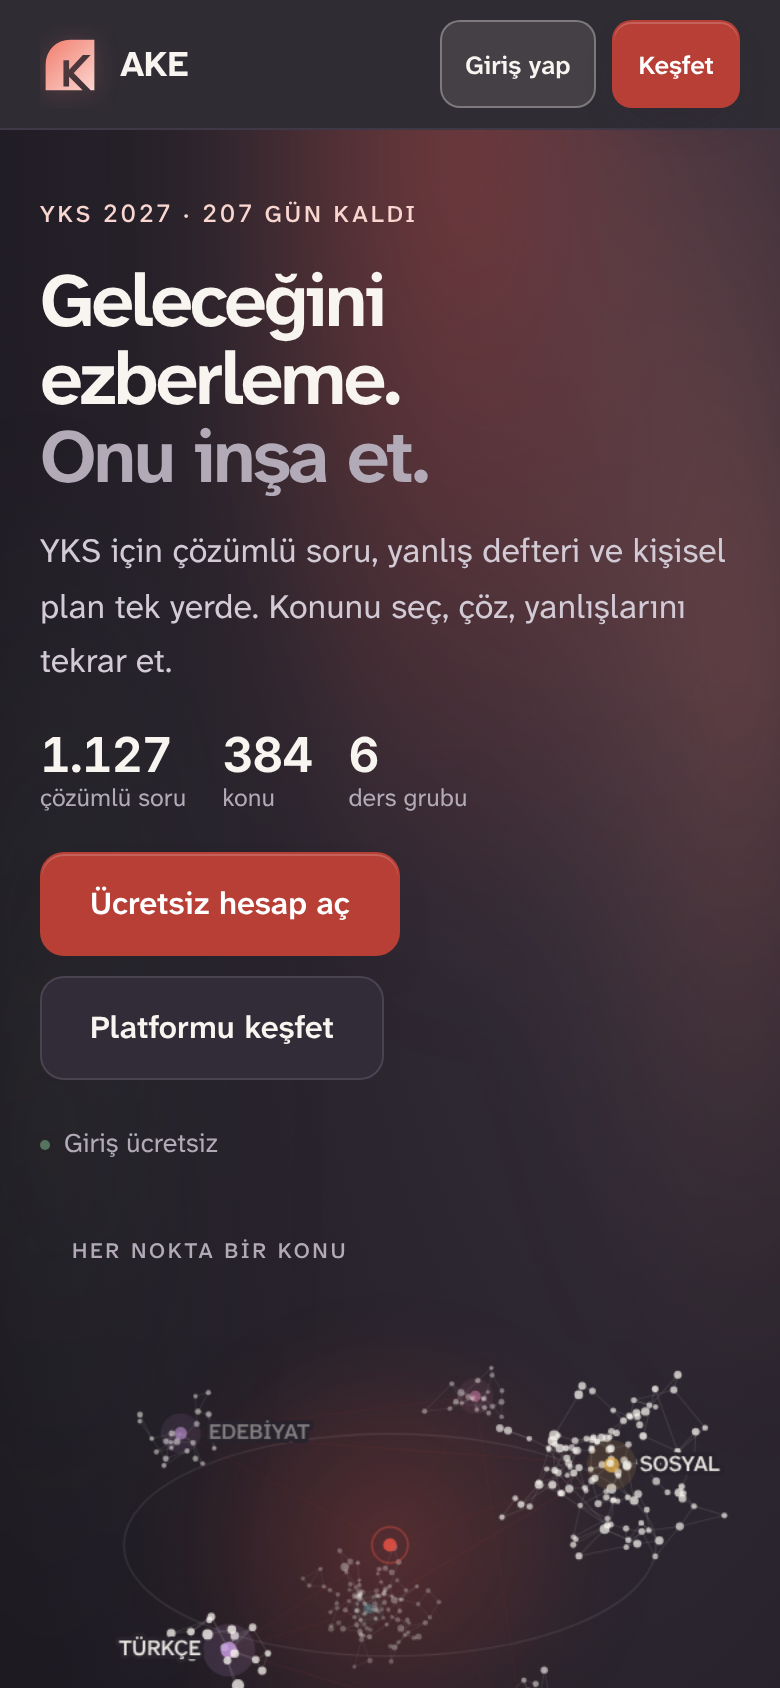 AKE
Giriş yap
Keşfet
YKS 2027 · 207 GÜN KALDI
Geleceğini
ezberleme.
Onu inşa et.
YKS için çözümlü soru, yanlış defteri ve kişisel
plan tek yerde. Konunu seç, çöz, yanlışlarını
tekrar et.
1.127 384 6
çözümlü soru konu ders grubu
Ücretsiz hesap aç
Platformu keşfet
Giriş ücretsiz
HER NOKTA BİR KONU
EDEBİYAT
SOSYAL
TÜRKÇE